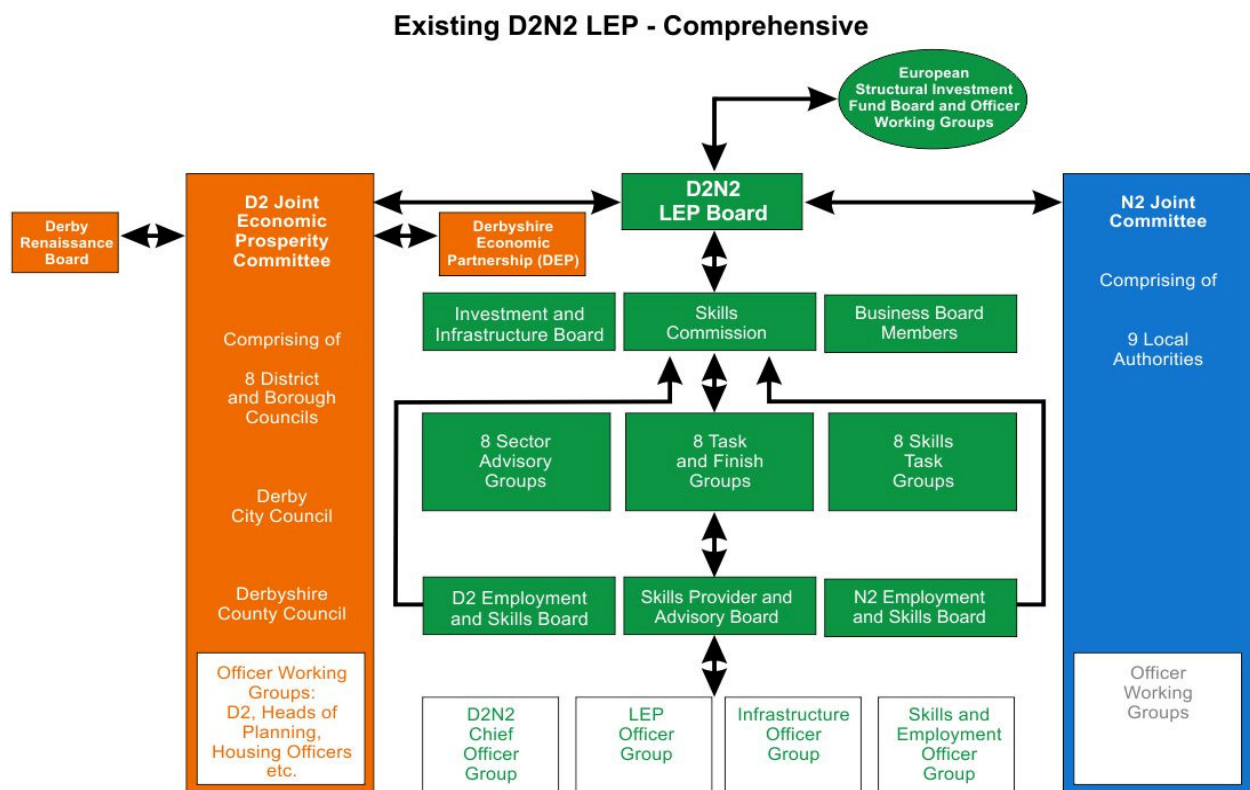 Existing D2N2 LEP - Comprehensive
European
Structural Investment
Fund Board and Officer
Working Groups
D2N2
LEP Board
D2 Joint
Economic
Prosperity
Committee
N2 Joint
Committee
Derby
Renaissance
Board
Derbyshire
Economic
Partnership (DEP)
Comprising of
8 District
and Borough
Councils
Derby
City Council
Derbyshire
County Council
Officer Working
Groups:
D2, Heads of
Planning,
Housing Officers
etc.
Investment and
Infrastructure Board
Skills
Commission
Business Board
Members
8 Sector
Advisory
Groups
8 Task
and Finish
Groups
8 Skills
Task
Groups
D2 Employment
and Skills Board
Skills Provider and
Advisory Board
N2 Employment
and Skills Board
D2N2
Chief
Officer
Group
LEP
Officer
Group
Infrastructure
Officer
Group
Skills and
Employment
Officer
Group
Comprising of
9 Local
Authorities
Officer
Working
Groups